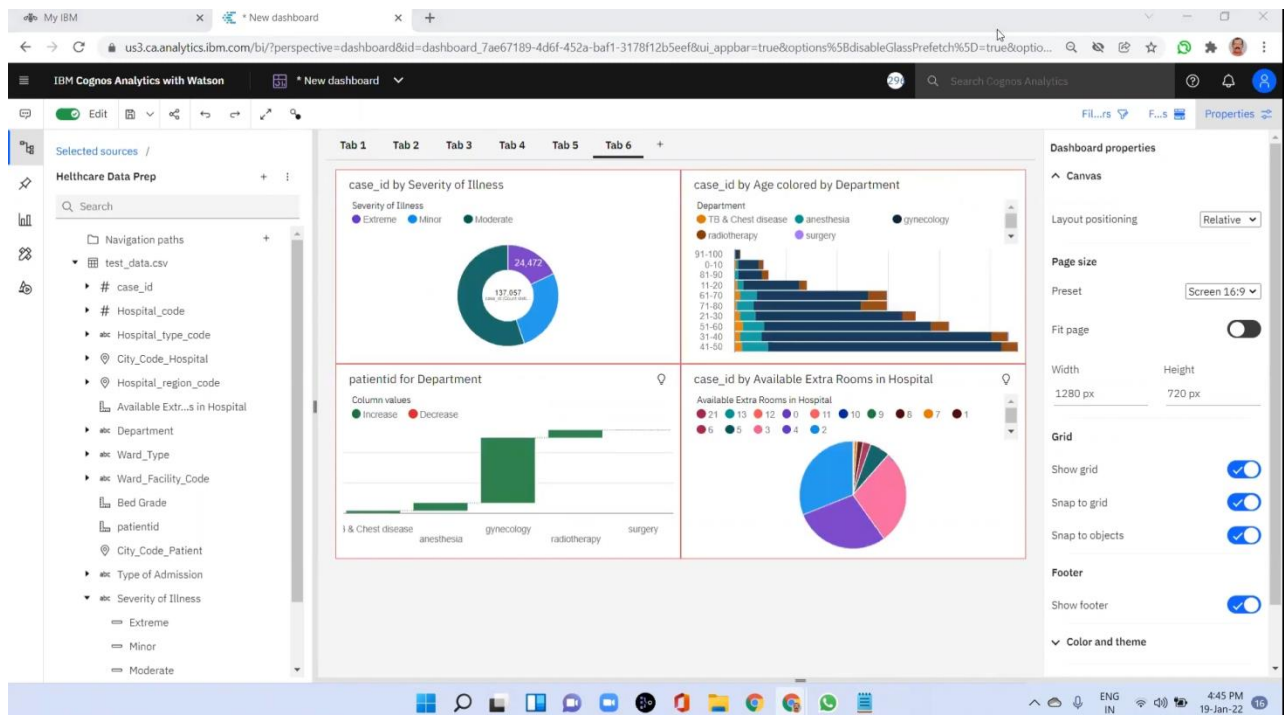 My IBM
* New dashboard
us3.ca.analytics.ibm.com/bi/?perspective=dashboard&id=dashboard_7ae67189-4d6f-452a-baf1-3178f12b5eef&ui_appbar=true&options%5BdisableGlassPrefetch%5D=true&optio...
IBM Cognos Analytics with Watson
* New dashboard
Search Cognos Analytics
Edit
Fil...rs
F...s
Properties
Selected sources /
Helthcare Data Prep
Search
Navigation paths
test_data.csv
# case_id
# Hospital_code
abc Hospital_type_code
City_Code_Hospital
Hospital_region_code
Available Extr...s in Hospital
abc Department
abc Ward_Type
abc Ward_Facility_Code
Bed Grade
patientid
City_Code_Patient
abc Type of Admission
abc Severity of Illness
Extreme
Minor
Moderate
Tab 1 Tab 2 Tab 3 Tab 4 Tab 5 Tab 6 +
case_id by Severity of Illness
Severity of Illness
Extreme Minor Moderate
24,472
137,057
case_id by Age colored by Department
Department
TB & Chest disease anesthesia gynecology
radiotherapy surgery
91-100
0-10
81-90
11-20
61-70
71-80
21-30
51-60
31-40
41-50
patientid for Department
Column values
Increase Decrease
& Chest disease
anesthesia
gynecology
radiotherapy
surgery
case_id by Available Extra Rooms in Hospital
Available Extra Rooms in Hospital
21 13 12 0 11 10 9 8 7 1
6 5 3 4 2
Dashboard properties
Canvas
Layout positioning
Relative
Page size
Preset
Screen 16:9
Fit page
Width Height
1280 px 720 px
Grid
Show grid
Snap to grid
Snap to objects
Footer
Show footer
Color and theme
ENG
IN
4:45 PM
19-Jan-22
16